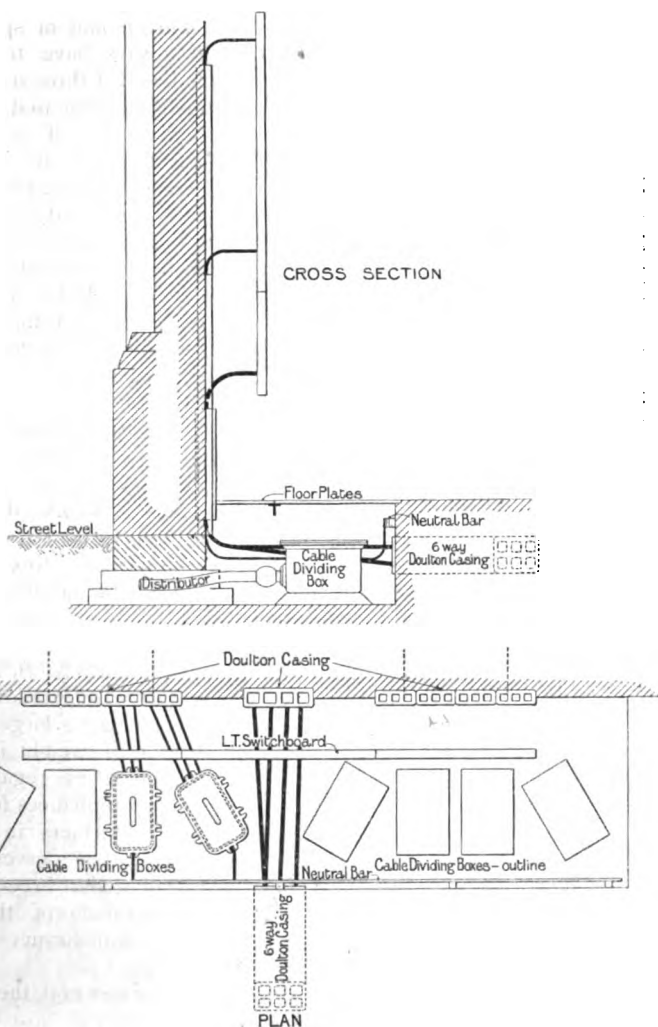 CROSS SECTION
Floor Plates
Street Level.
Neutral Bar
Cable
Dividing
Box
6 way
Doulton Casing
Distributor
Doulton Casing
L.T. Switchboard
Cable Dividing Boxes
Neutral Bar
Cable Dividing Boxes - outline
6 way
Doulton Casing
PLAN